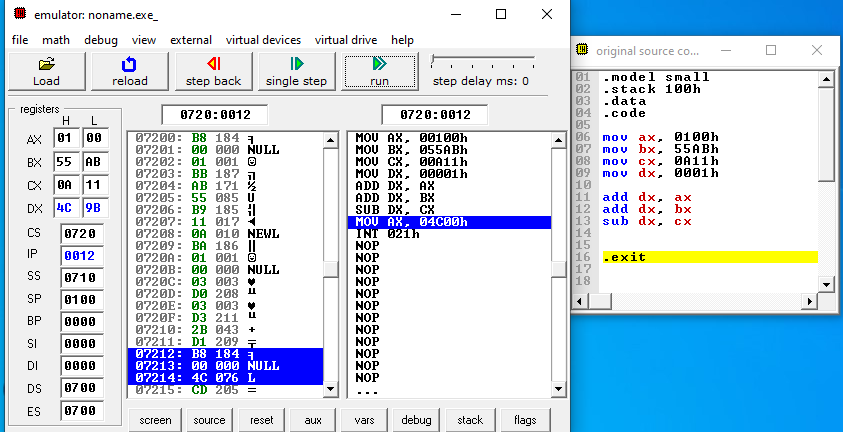 emulator: noname.exe_
file math debug view external virtual devices virtual drive help
Load reload step back single step run step delay ms: 0
registers
H L
AX 01 00
BX 55 AB
CX 0A 11
DX 4C 9B
CS 0720
IP 0012
SS 0710
SP 0100
BP 0000
SI 0000
DI 0000
DS 0700
ES 0700
0720:0012
07200: B8 184 ╕
07201: 00 000 NULL
07202: 01 001 ☺
07203: BB 187 ╗
07204: AB 171 ½
07205: 55 085 U
07206: B9 185 ╣
07207: 11 017 ◄
07208: 0A 010 NEWL
07209: BA 186 ║
0720A: 01 001 ☺
0720B: 00 000 NULL
0720C: 03 003 ♥
0720D: D0 208 ╨
0720E: 03 003 ♥
0720F: D3 211 ╙
07210: 2B 043 +
07211: D1 209 ╤
07212: B8 184 ╕
07213: 00 000 NULL
07214: 4C 076 L
07215: CD 205 ═
0720:0012
MOV AX, 00100h
MOV BX, 055ABh
MOV CX, 00A11h
MOV DX, 00001h
ADD DX, AX
ADD DX, BX
SUB DX, CX
MOV AX, 04C00h
INT 021h
NOP
NOP
NOP
NOP
NOP
NOP
NOP
NOP
NOP
NOP
NOP
NOP
...
screen source reset aux vars debug stack flags
original source co...
01 .model small
02 .stack 100h
03 .data
04 .code
05
06 mov ax, 0100h
07 mov bx, 55ABh
08 mov cx, 0A11h
09 mov dx, 0001h
10
11 add dx, ax
12 add dx, bx
13 sub dx, cx
14
15
16 .exit
17
18